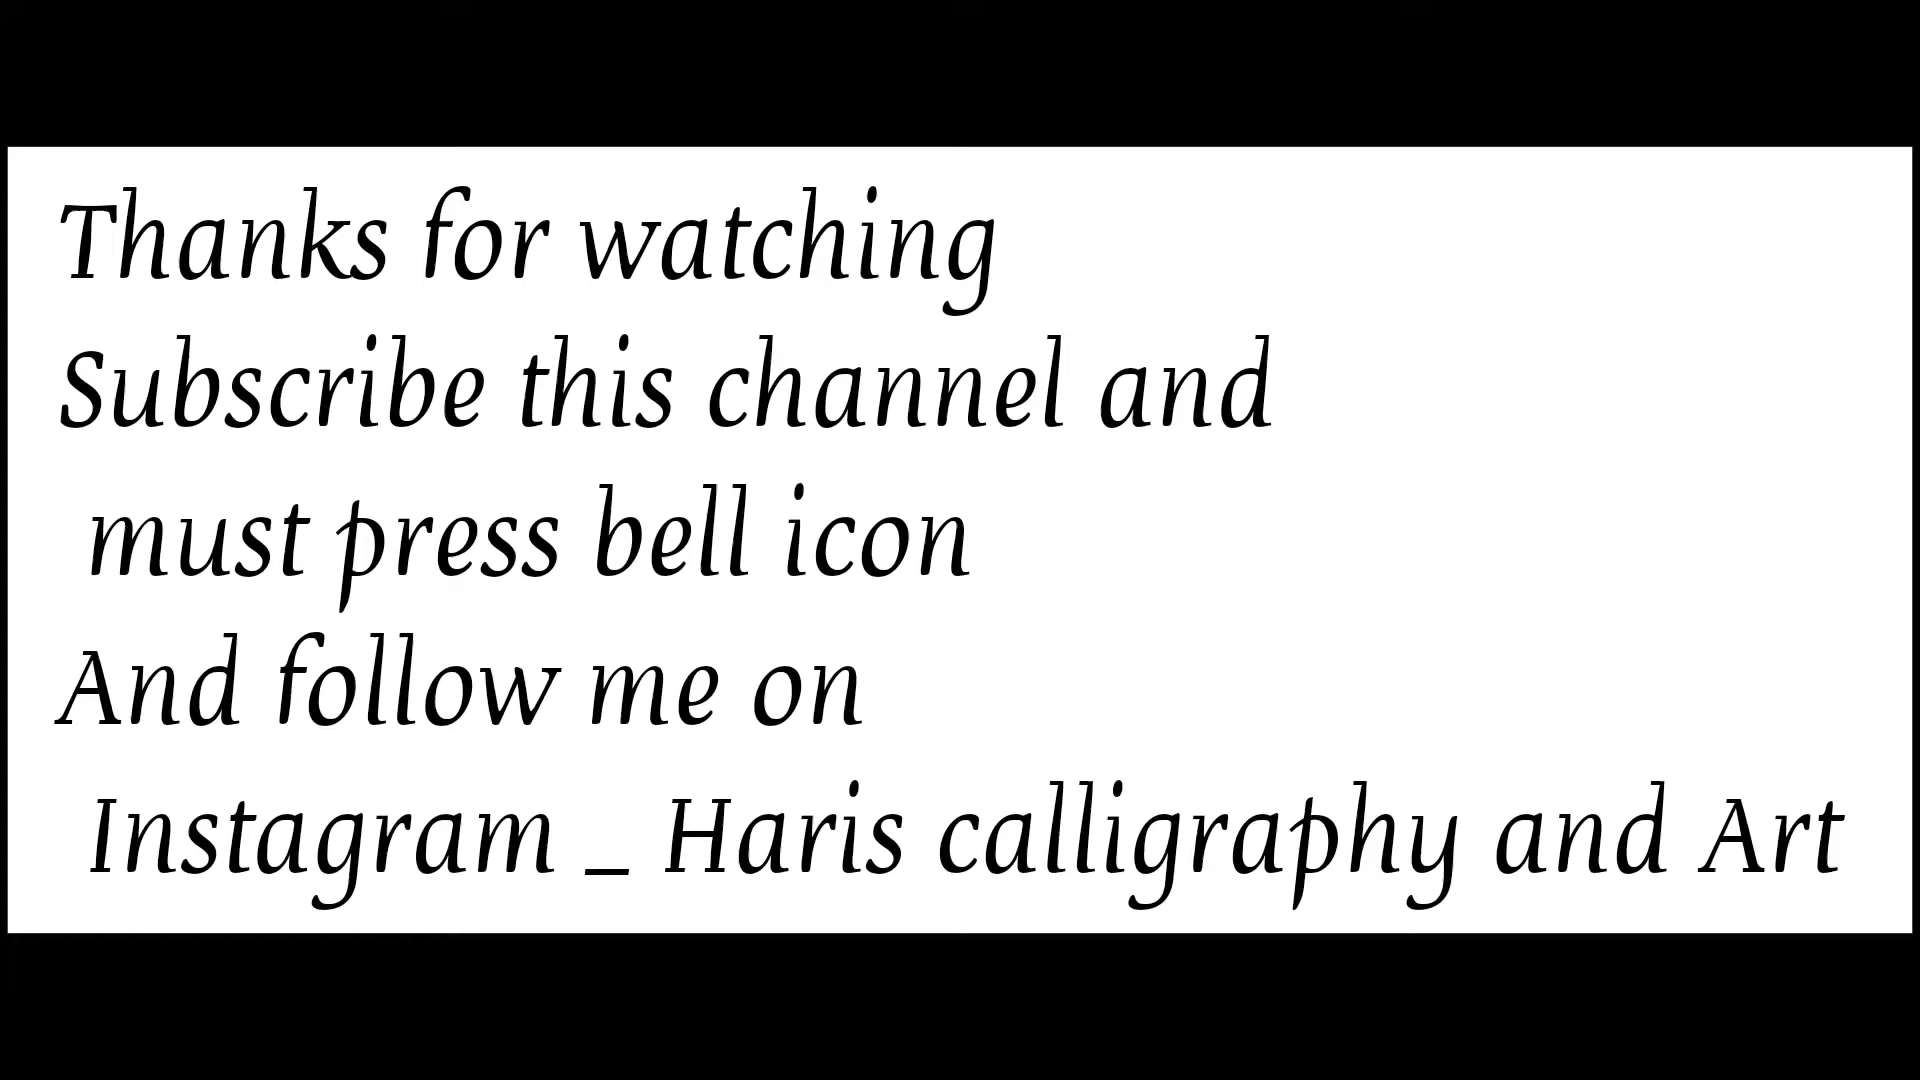 Thanks for watching
Subscribe this channel and
must press bell icon
And follow me on
Instagram _ Haris calligraphy and Art